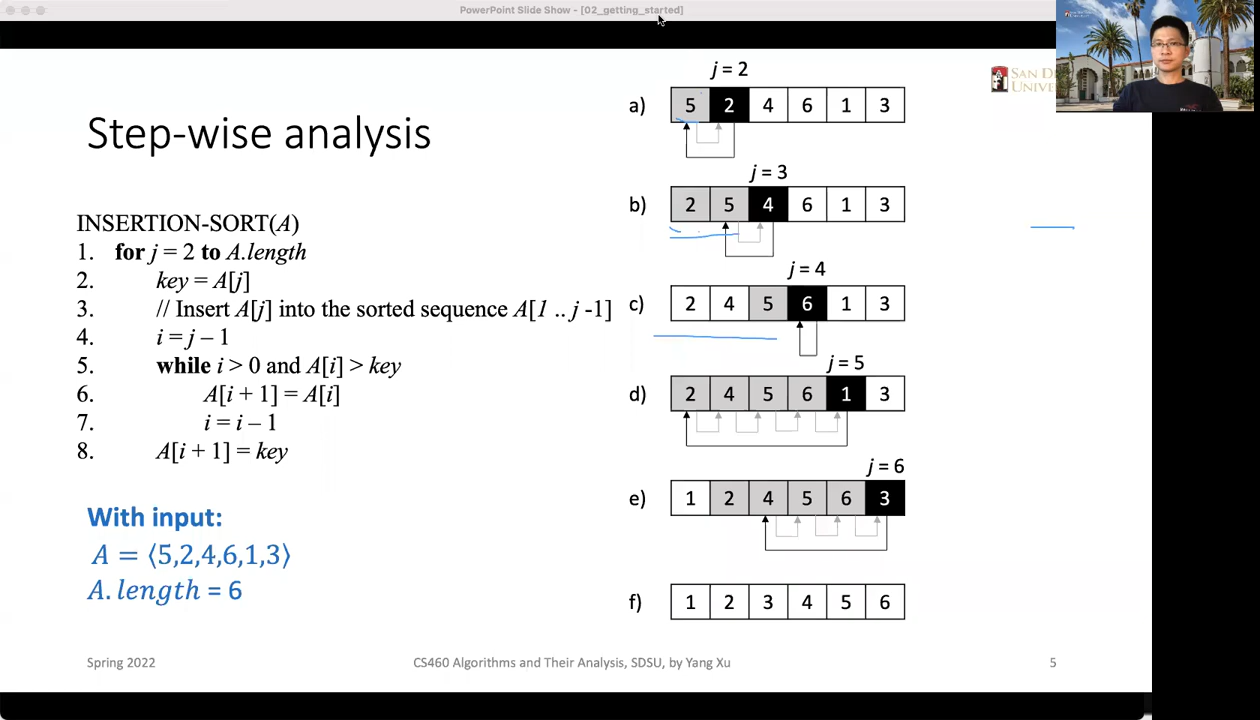 PowerPoint Slide Show - [02_getting_started]
SAN D
UNIVER
Step-wise analysis
INSERTION-SORT(A)
1. for j = 2 to A.length
2. key = A[j]
3. // Insert A[j] into the sorted sequence A[1 .. j -1]
4. i = j – 1
5. while i > 0 and A[i] > key
6. A[i + 1] = A[i]
7. i = i – 1
8. A[i + 1] = key
With input:
A = ⟨5,2,4,6,1,3⟩
A.length = 6
j = 2
a) 5 2 4 6 1 3
j = 3
b) 2 5 4 6 1 3
j = 4
c) 2 4 5 6 1 3
j = 5
d) 2 4 5 6 1 3
j = 6
e) 1 2 4 5 6 3
f) 1 2 3 4 5 6
Spring 2022
CS460 Algorithms and Their Analysis, SDSU, by Yang Xu
5